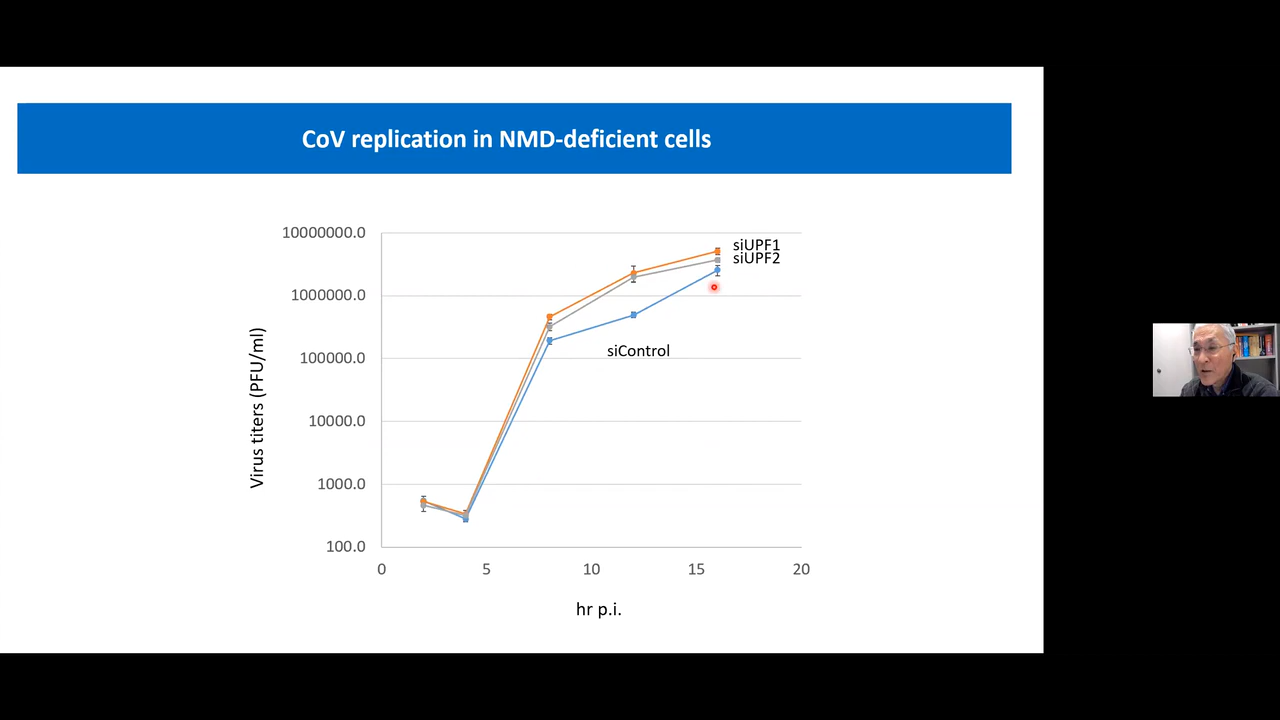 CoV replication in NMD-deficient cells
10000000.0
1000000.0
100000.0
10000.0
1000.0
100.0
Virus titers (PFU/ml)
siUPF1
siUPF2
siControl
0
5
10
15
20
hr p.i.